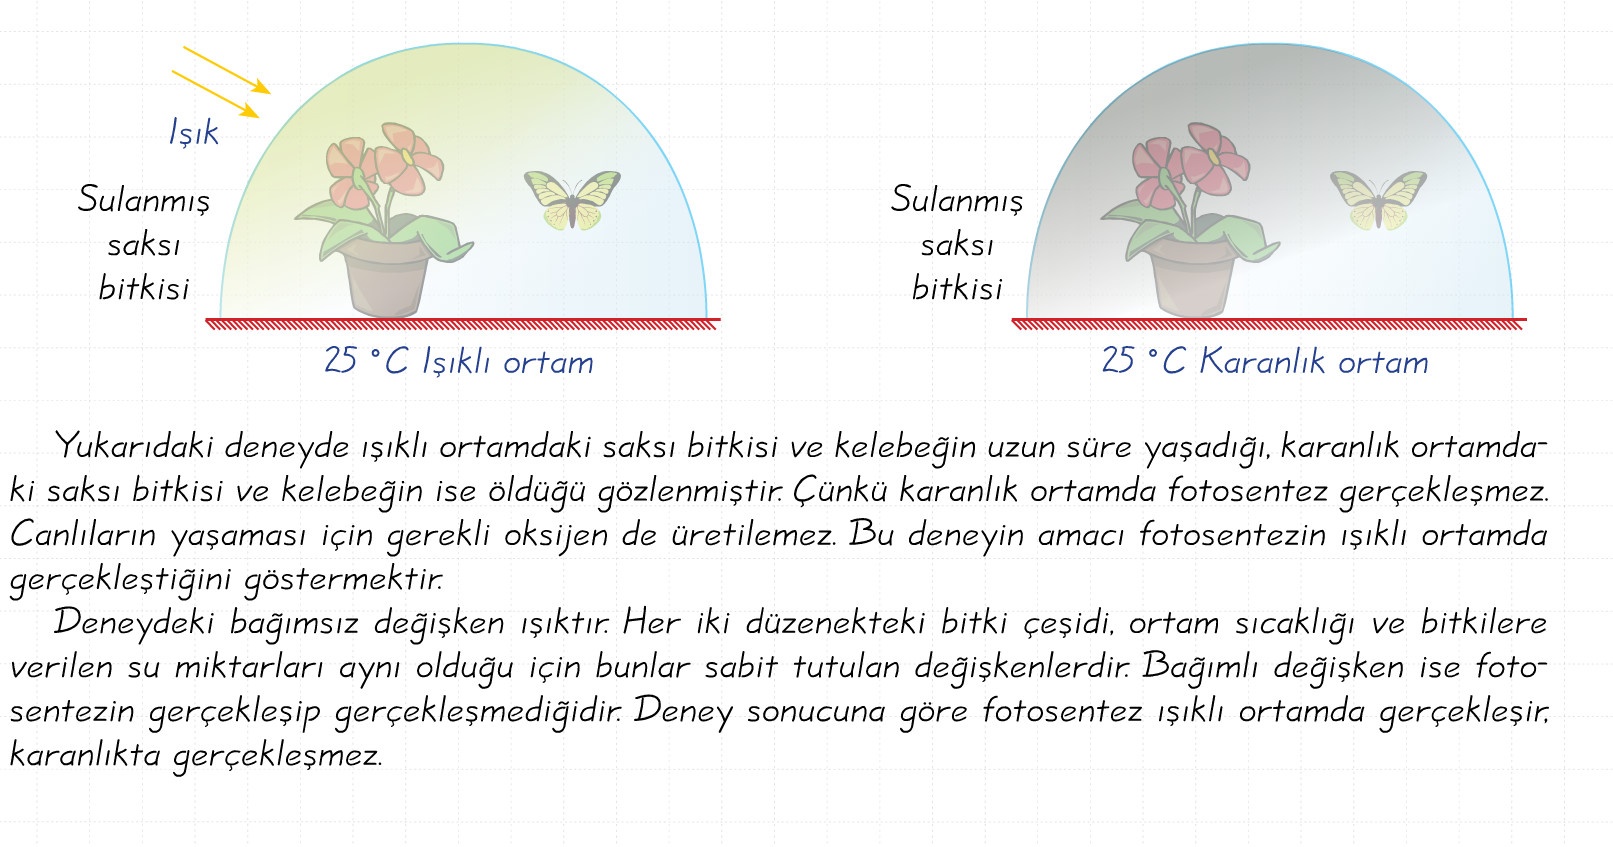 Işık
Sulanmış
saksı
bitkisi
25 °C Işıklı ortam
Sulanmış
saksı
bitkisi
25 °C Karanlık ortam
Yukarıdaki deneyde ışıklı ortamdaki saksı bitkisi ve kelebeğin uzun süre yaşadığı, karanlık ortamda-
ki saksı bitkisi ve kelebeğin ise öldüğü gözlenmiştir. Çünkü karanlık ortamda fotosentez gerçekleşmez.
Canlıların yaşaması için gerekli oksijen de üretilemez. Bu deneyin amacı fotosentezin ışıklı ortamda
gerçekleştiğini göstermektir.
Deneydeki bağımsız değişken ışıktır. Her iki düzenekteki bitki çeşidi, ortam sıcaklığı ve bitkilere
verilen su miktarları aynı olduğu için bunlar sabit tutulan değişkenlerdir. Bağımlı değişken ise foto-
sentezin gerçekleşip gerçekleşmediğidir. Deney sonucuna göre fotosentez ışıklı ortamda gerçekleşir,
karanlıkta gerçekleşmez.